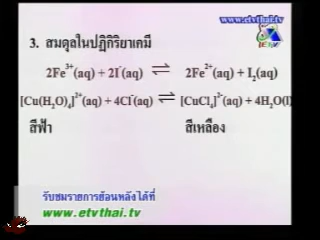 www.etvthai.tv
ETV
3. สมดุลในปฏิกิริยาเคมี
2Fe³⁺(aq) + 2I⁻(aq) ⇌ 2Fe²⁺(aq) + I₂(aq)
[Cu(H₂O)₄]²⁺(aq) + 4Cl⁻(aq) ⇌ [CuCl₄]²⁻(aq) + 4H₂O(l)
สีฟ้า สีเหลือง
รับชมรายการย้อนหลังได้ที่
www.etvthai.tv